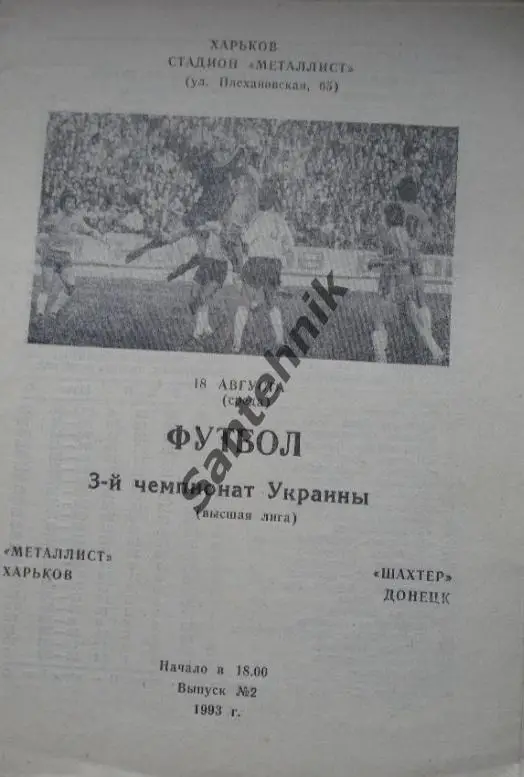 ХАРЬКОВ
СТАДИОН «МЕТАЛЛИСТ»
(ул. Плехановская, 65)
18 АВГУСТА
(среда)
ФУТБОЛ
3-й чемпионат Украины
(высшая лига)
«МЕТАЛЛИСТ»
ХАРЬКОВ
«ШАХТЕР»
ДОНЕЦК
Начало в 18.00
Выпуск №2
1993 г.
Santehnik